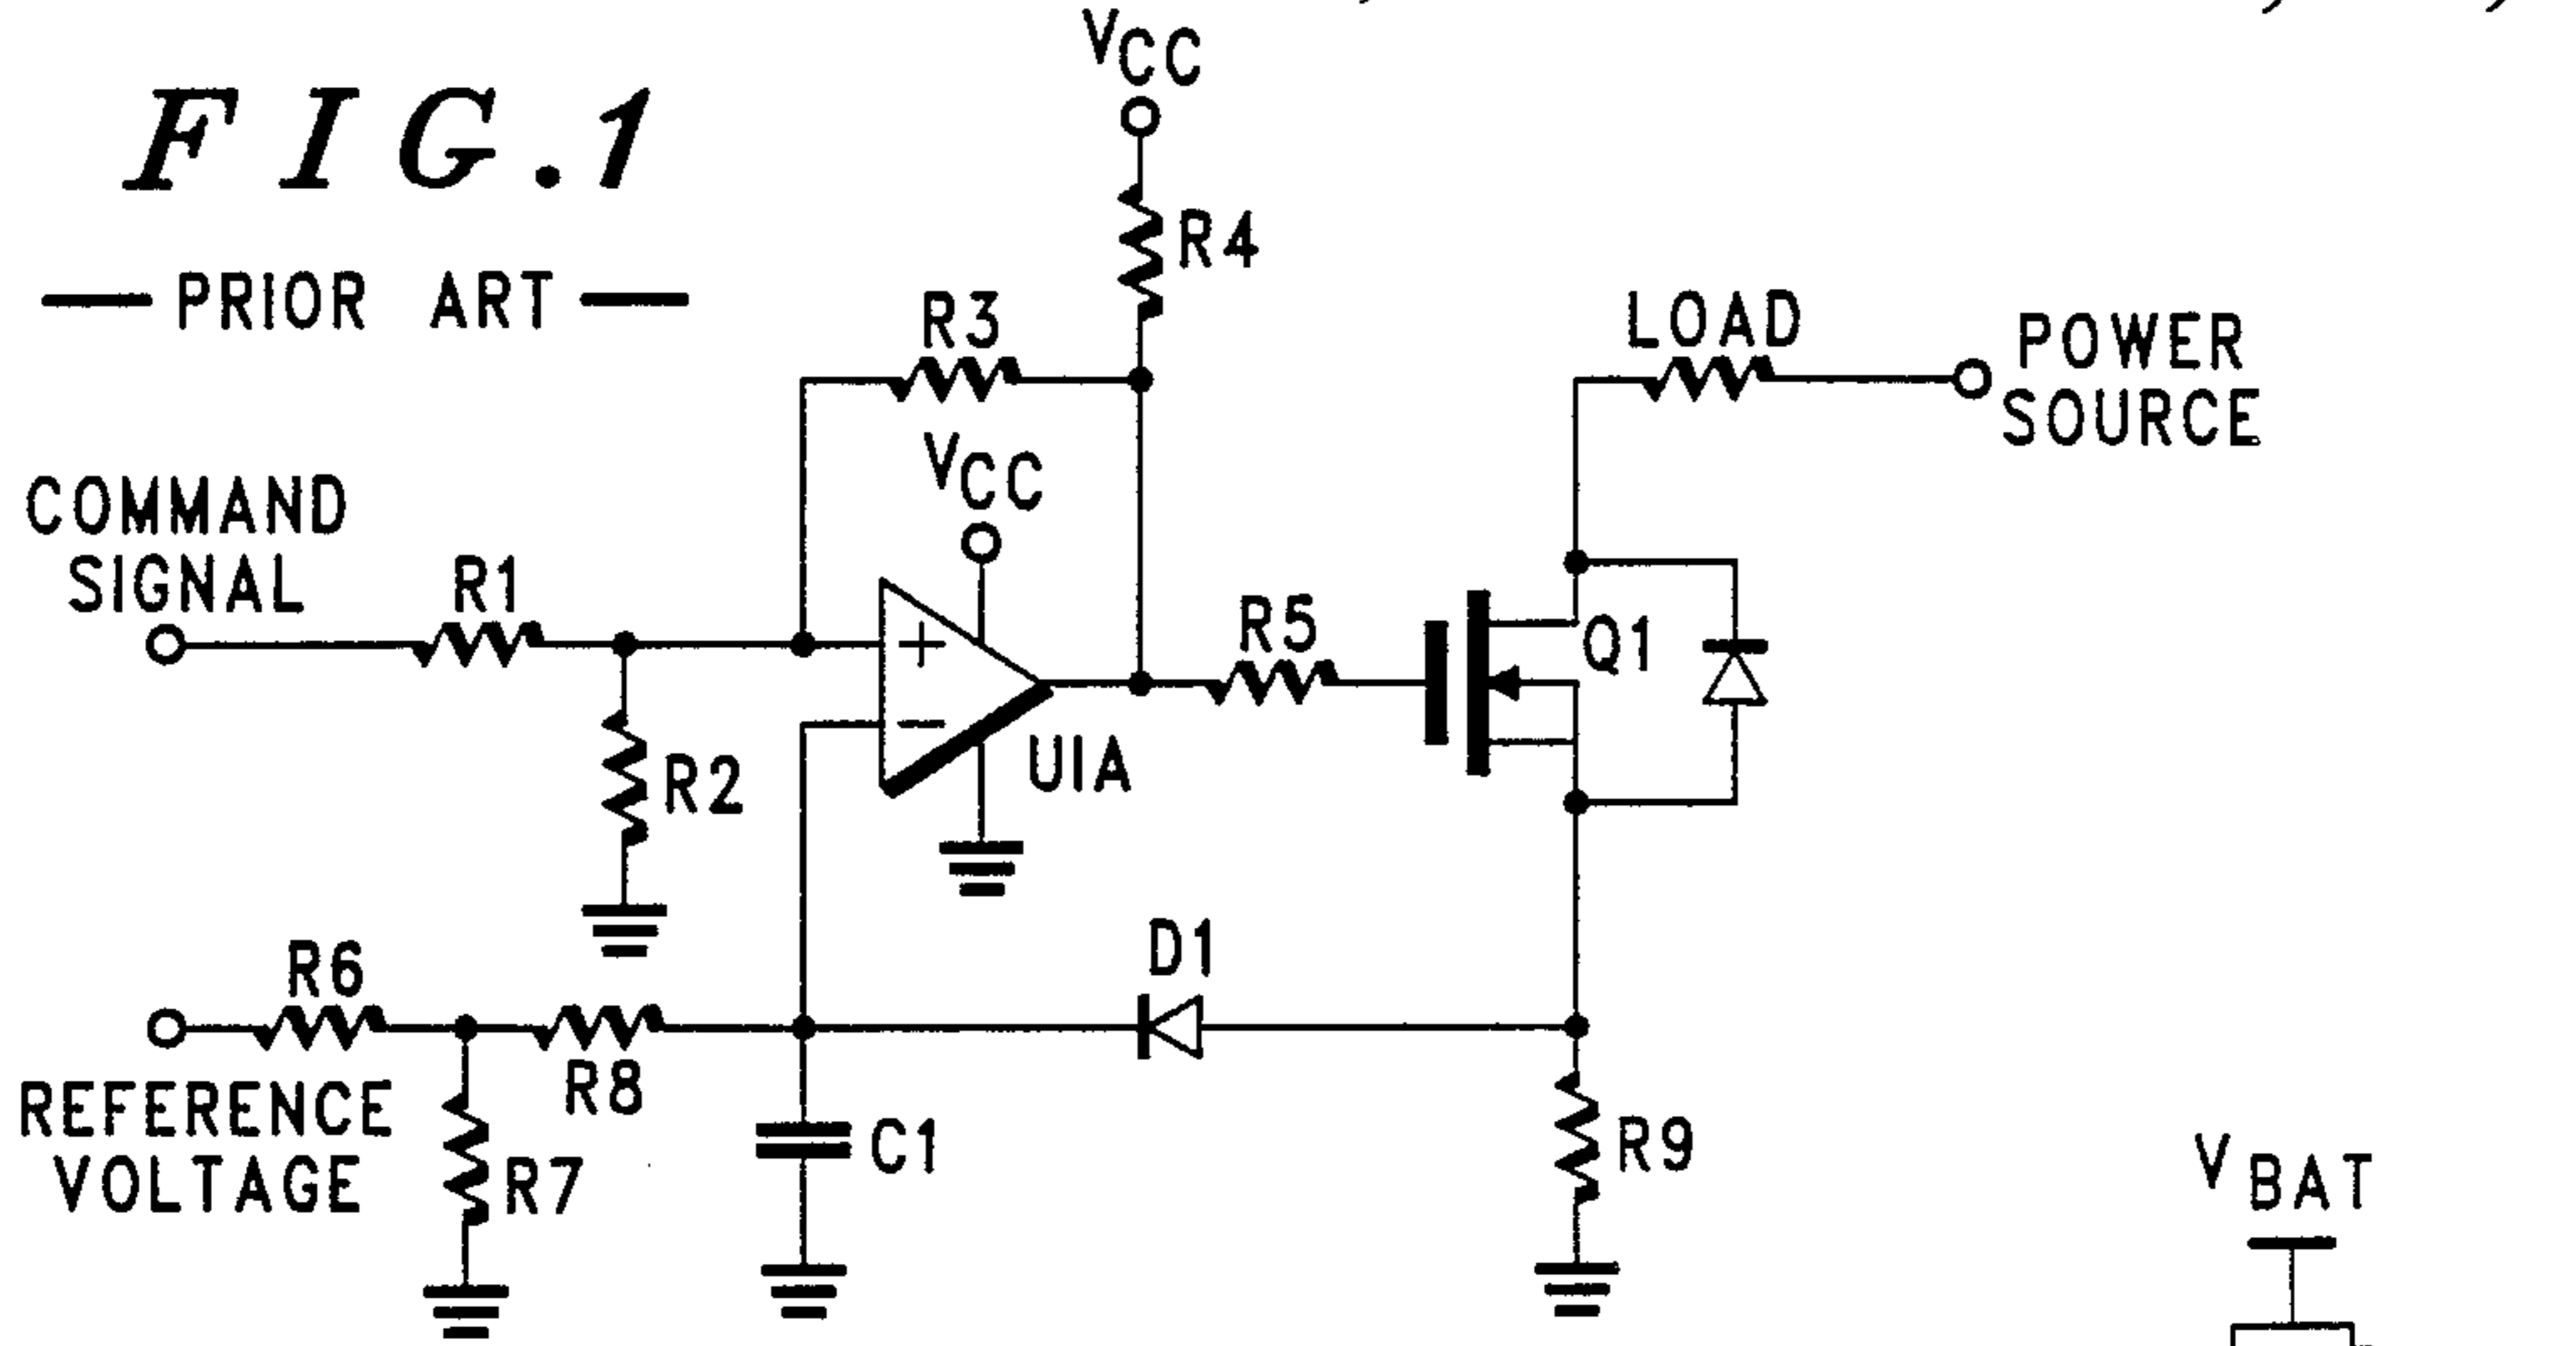 FIG.1
— PRIOR ART —
VCC
R4
R3
LOAD
POWER
SOURCE
VCC
COMMAND
SIGNAL
R1
+
R5
Q1
−
U1A
R2
D1
R6
R8
REFERENCE
VOLTAGE
R7
C1
R9
VBAT